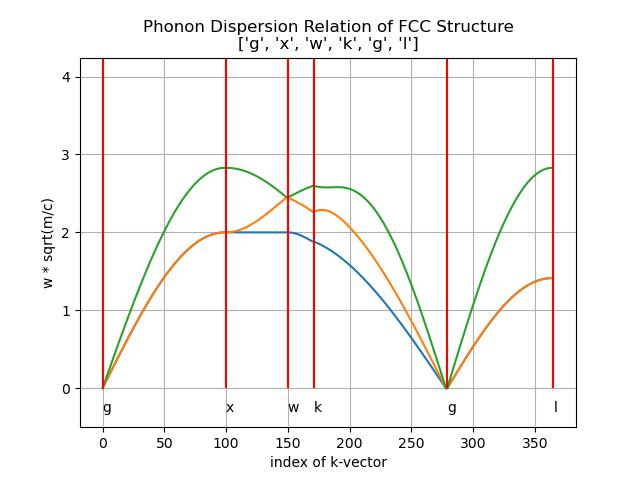 Phonon Dispersion Relation of FCC Structure
['g', 'x', 'w', 'k', 'g', 'l']
w * sqrt(m/c)
4
3
2
1
0
g x w k g l
0 50 100 150 200 250 300 350
index of k-vector